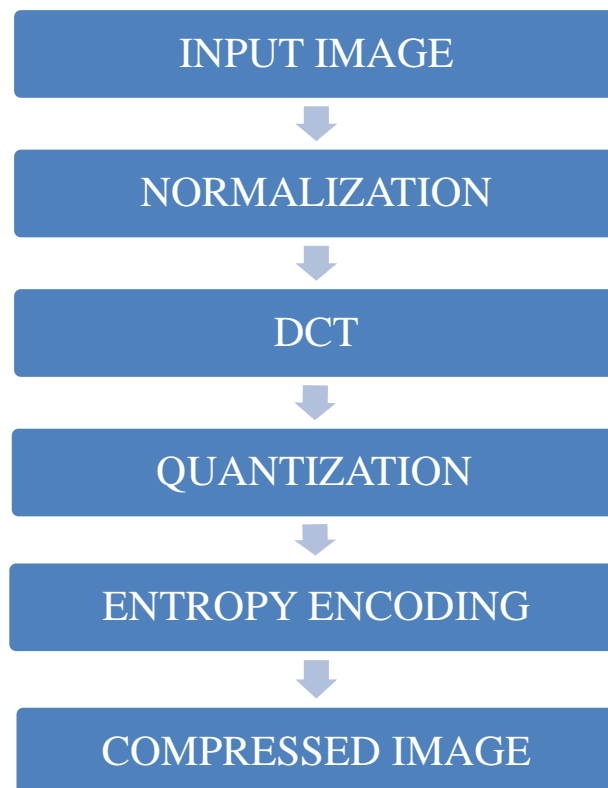 INPUT IMAGE
NORMALIZATION
DCT
QUANTIZATION
ENTROPY ENCODING
COMPRESSED IMAGE